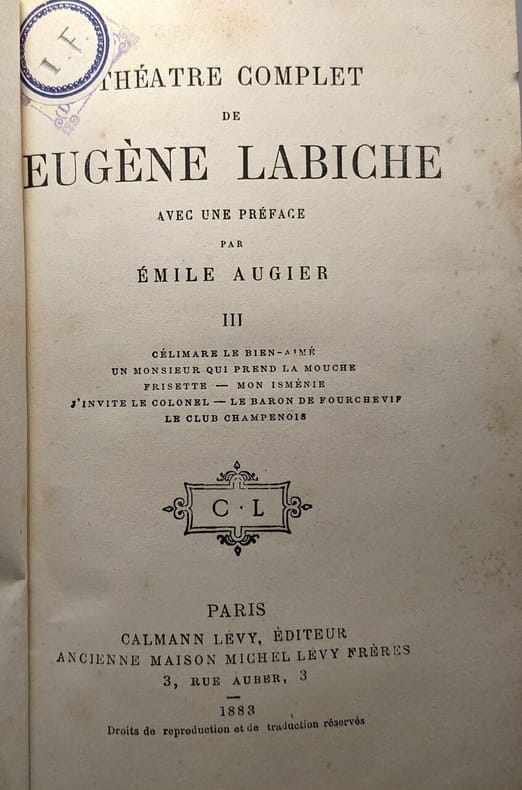 I. F.
THÉATRE COMPLET
DE
EUGÈNE LABICHE
AVEC UNE PRÉFACE
PAR
ÉMILE AUGIER
III
CÉLIMARE LE BIEN-AIMÉ
UN MONSIEUR QUI PREND LA MOUCHE
FRISETTE — MON ISMÉNIE
J'INVITE LE COLONEL — LE BARON DE FOURCHEVIF
LE CLUB CHAMPENOIS
C · L
PARIS
CALMANN LÉVY, ÉDITEUR
ANCIENNE MAISON MICHEL LÉVY FRÈRES
3, RUE AUBER, 3
1883
Droits de reproduction et de traduction réservés